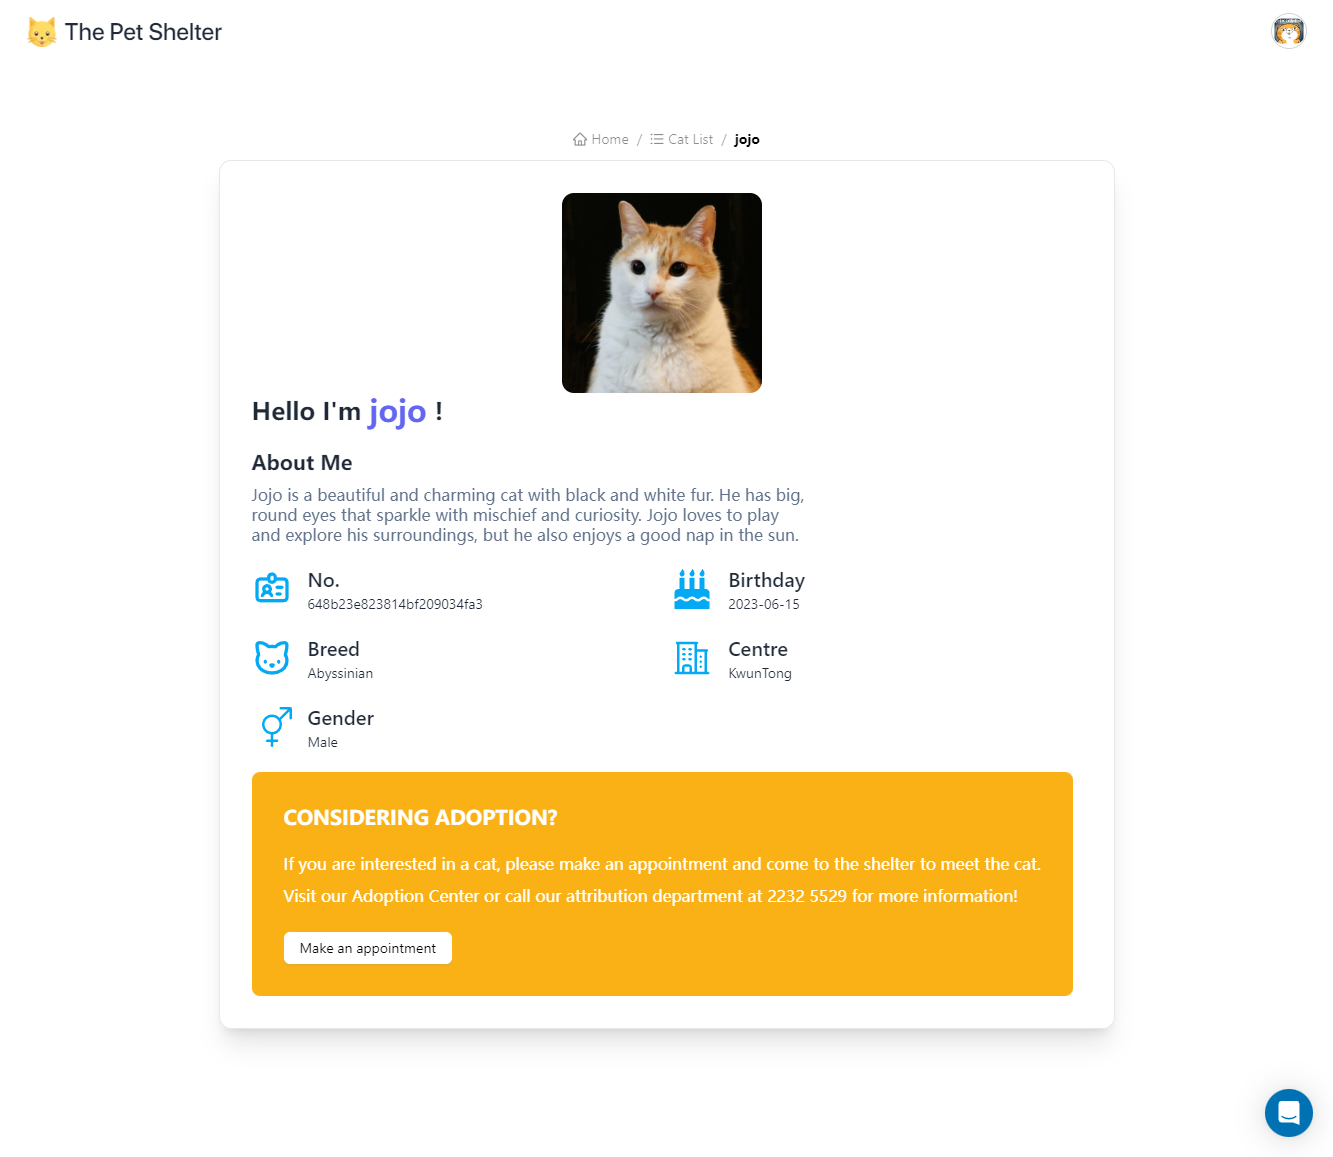 The Pet Shelter
Home / Cat List / jojo
Hello I'm jojo !
About Me
Jojo is a beautiful and charming cat with black and white fur. He has big,
round eyes that sparkle with mischief and curiosity. Jojo loves to play
and explore his surroundings, but he also enjoys a good nap in the sun.
No.
648b23e823814bf209034fa3
Birthday
2023-06-15
Breed
Abyssinian
Centre
KwunTong
Gender
Male
CONSIDERING ADOPTION?
If you are interested in a cat, please make an appointment and come to the shelter to meet the cat.
Visit our Adoption Center or call our attribution department at 2232 5529 for more information!
Make an appointment